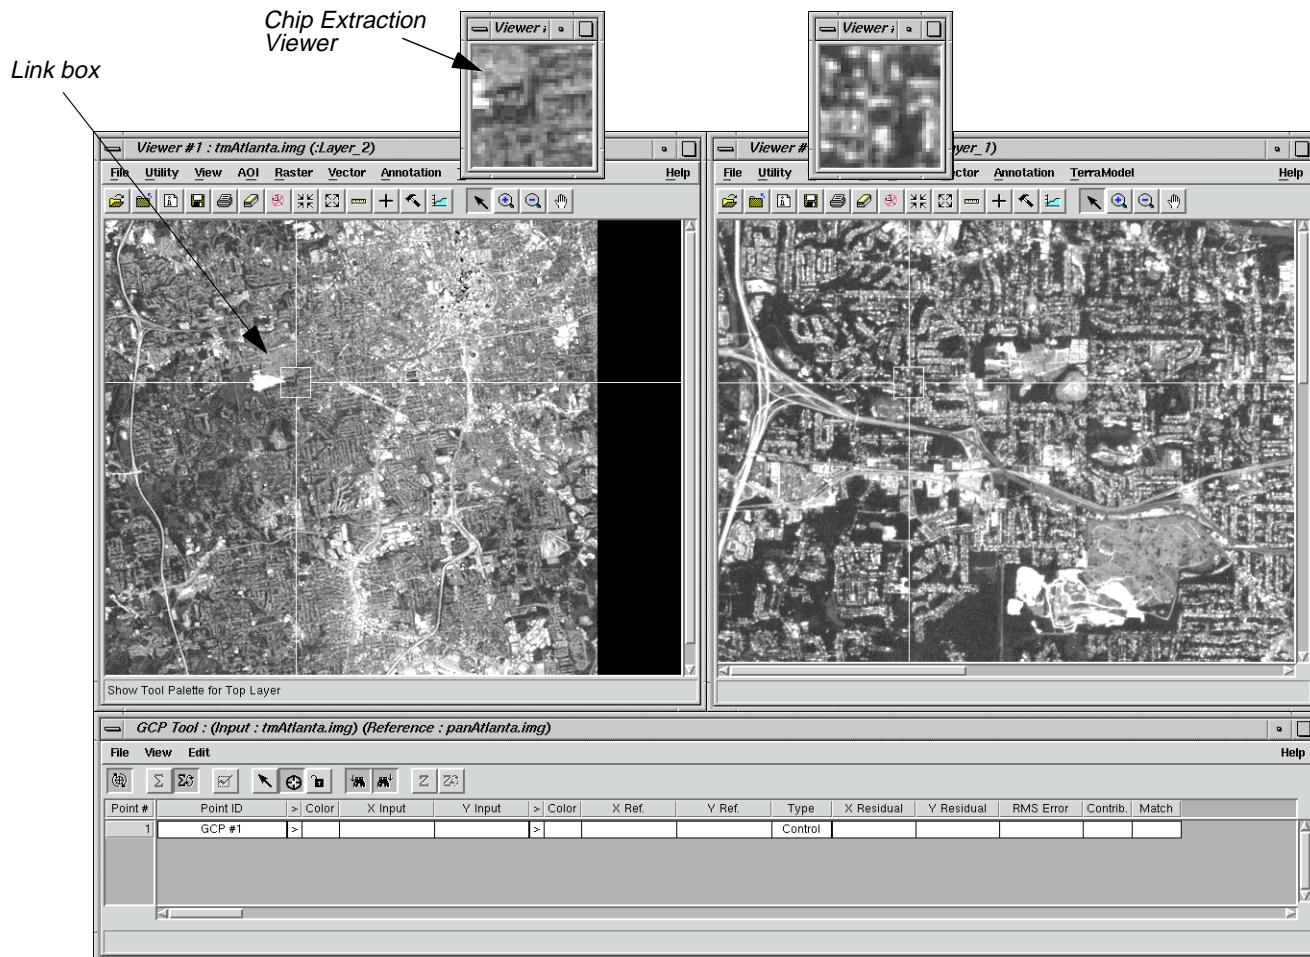 Chip Extraction
Viewer
Link box
Viewer :
Viewer :
Viewer #1 : tmAtlanta.img (:Layer_2)
File Utility View AOI Raster Vector Annotation Help
Show Tool Palette for Top Layer
Viewer # yer_1)
File Utility ctor Annotation TerraModel Help
GCP Tool : (Input : tmAtlanta.img) (Reference : panAtlanta.img)
File View Edit Help
Σ Σ Z Z
Point # Point ID > Color X Input Y Input > Color X Ref. Y Ref. Type X Residual Y Residual RMS Error Contrib. Match
1 GCP #1 > > Control